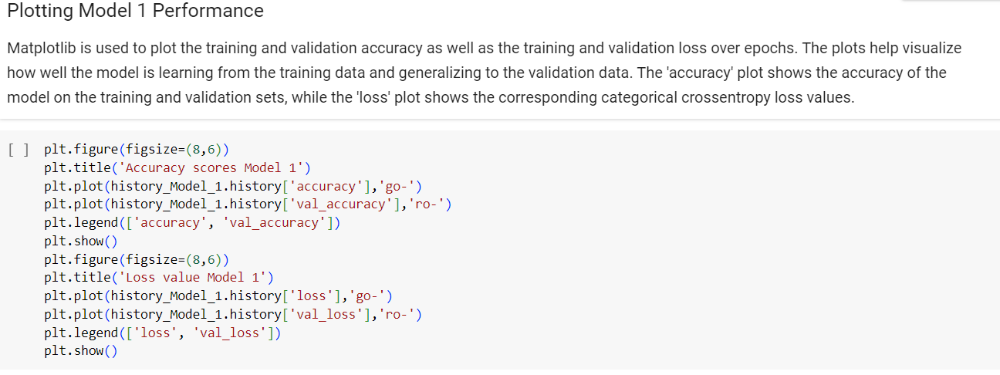 Plotting Model 1 Performance
Matplotlib is used to plot the training and validation accuracy as well as the training and validation loss over epochs. The plots help visualize
how well the model is learning from the training data and generalizing to the validation data. The 'accuracy' plot shows the accuracy of the
model on the training and validation sets, while the 'loss' plot shows the corresponding categorical crossentropy loss values.
[ ] plt.figure(figsize=(8,6))
plt.title('Accuracy scores Model 1')
plt.plot(history_Model_1.history['accuracy'],'go-')
plt.plot(history_Model_1.history['val_accuracy'],'ro-')
plt.legend(['accuracy', 'val_accuracy'])
plt.show()
plt.figure(figsize=(8,6))
plt.title('Loss value Model 1')
plt.plot(history_Model_1.history['loss'],'go-')
plt.plot(history_Model_1.history['val_loss'],'ro-')
plt.legend(['loss', 'val_loss'])
plt.show()